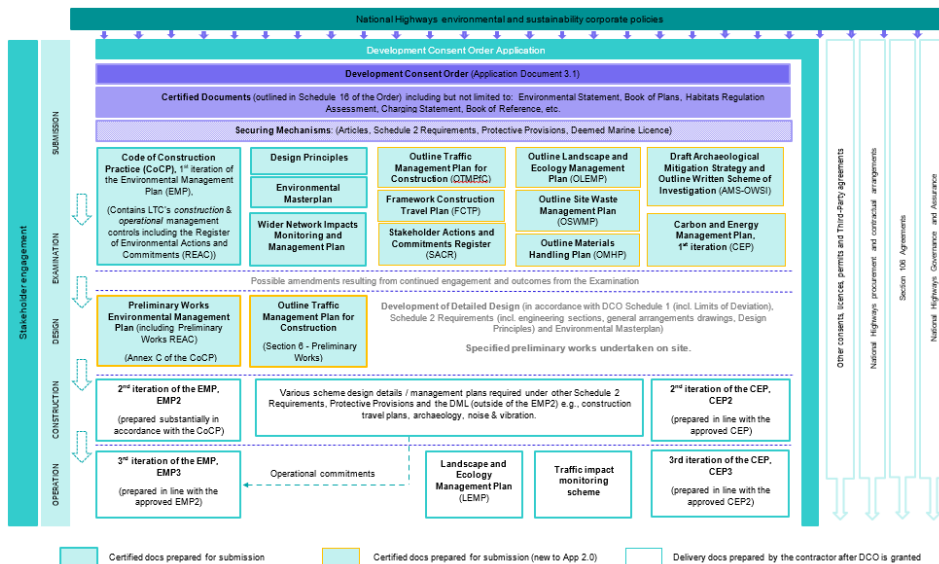 National Highways environmental and sustainability corporate policies
Stakeholder engagement
SUBMISSION
EXAMINATION
DESIGN
CONSTRUCTION
OPERATION
Development Consent Order Application
Development Consent Order (Application Document 3.1)
Certified Documents (outlined in Schedule 16 of the Order) including but not limited to: Environmental Statement, Book of Plans, Habitats Regulation
Assessment, Charging Statement, Book of Reference, etc.
Securing Mechanisms: (Articles, Schedule 2 Requirements, Protective Provisions, Deemed Marine Licence)
Code of Construction
Practice (CoCP), 1st iteration of
the Environmental Management
Plan (EMP),
(Contains LTC's construction &
operational management
controls including the Register
of Environmental Actions and
Commitments (REAC))
Design Principles
Environmental
Masterplan
Wider Network Impacts
Monitoring and
Management Plan
Outline Traffic
Management Plan for
Construction (OTMPfC)
Framework Construction
Travel Plan (FCTP)
Stakeholder Actions and
Commitments Register
(SACR)
Outline Landscape and
Ecology Management
Plan (OLEMP)
Outline Site Waste
Management Plan
(OSWMP)
Outline Materials
Handling Plan (OMHP)
Draft Archaeological
Mitigation Strategy and
Outline Written Scheme of
Investigation (AMS-OWSI)
Carbon and Energy
Management Plan,
1st iteration (CEP)
Possible amendments resulting from continued engagement and outcomes from the Examination
Preliminary Works
Environmental Management
Plan (including Preliminary
Works REAC)
(Annex C of the CoCP)
Outline Traffic
Management Plan for
Construction
(Section 6 - Preliminary
Works)
Development of Detailed Design (in accordance with DCO Schedule 1 (incl. Limits of Deviation),
Schedule 2 Requirements (incl. engineering sections, general arrangements drawings, Design
Principles) and Environmental Masterplan)
Specified preliminary works undertaken on site.
2nd iteration of the EMP,
EMP2
(prepared substantially in
accordance with the CoCP)
Various scheme design details / management plans required under other Schedule 2
Requirements, Protective Provisions and the DML (outside of the EMP2) e.g., construction
travel plans, archaeology, noise & vibration.
2nd iteration of the CEP,
CEP2
(prepared in line with the
approved CEP)
3rd iteration of the EMP,
EMP3
(prepared in line with the
approved EMP2)
Operational commitments
Landscape and
Ecology Management
Plan (LEMP)
Traffic impact
monitoring
scheme
3rd iteration of the CEP,
CEP3
(prepared in line with the
approved CEP2)
Other consents, licences, permits and Third-Party agreements
National Highways procurement and contractual arrangements
Section 106 Agreements
National Highways Governance and Assurance
Certified docs prepared for submission
Certified docs prepared for submission (new to App 2.0)
Delivery docs prepared by the contractor after DCO is granted